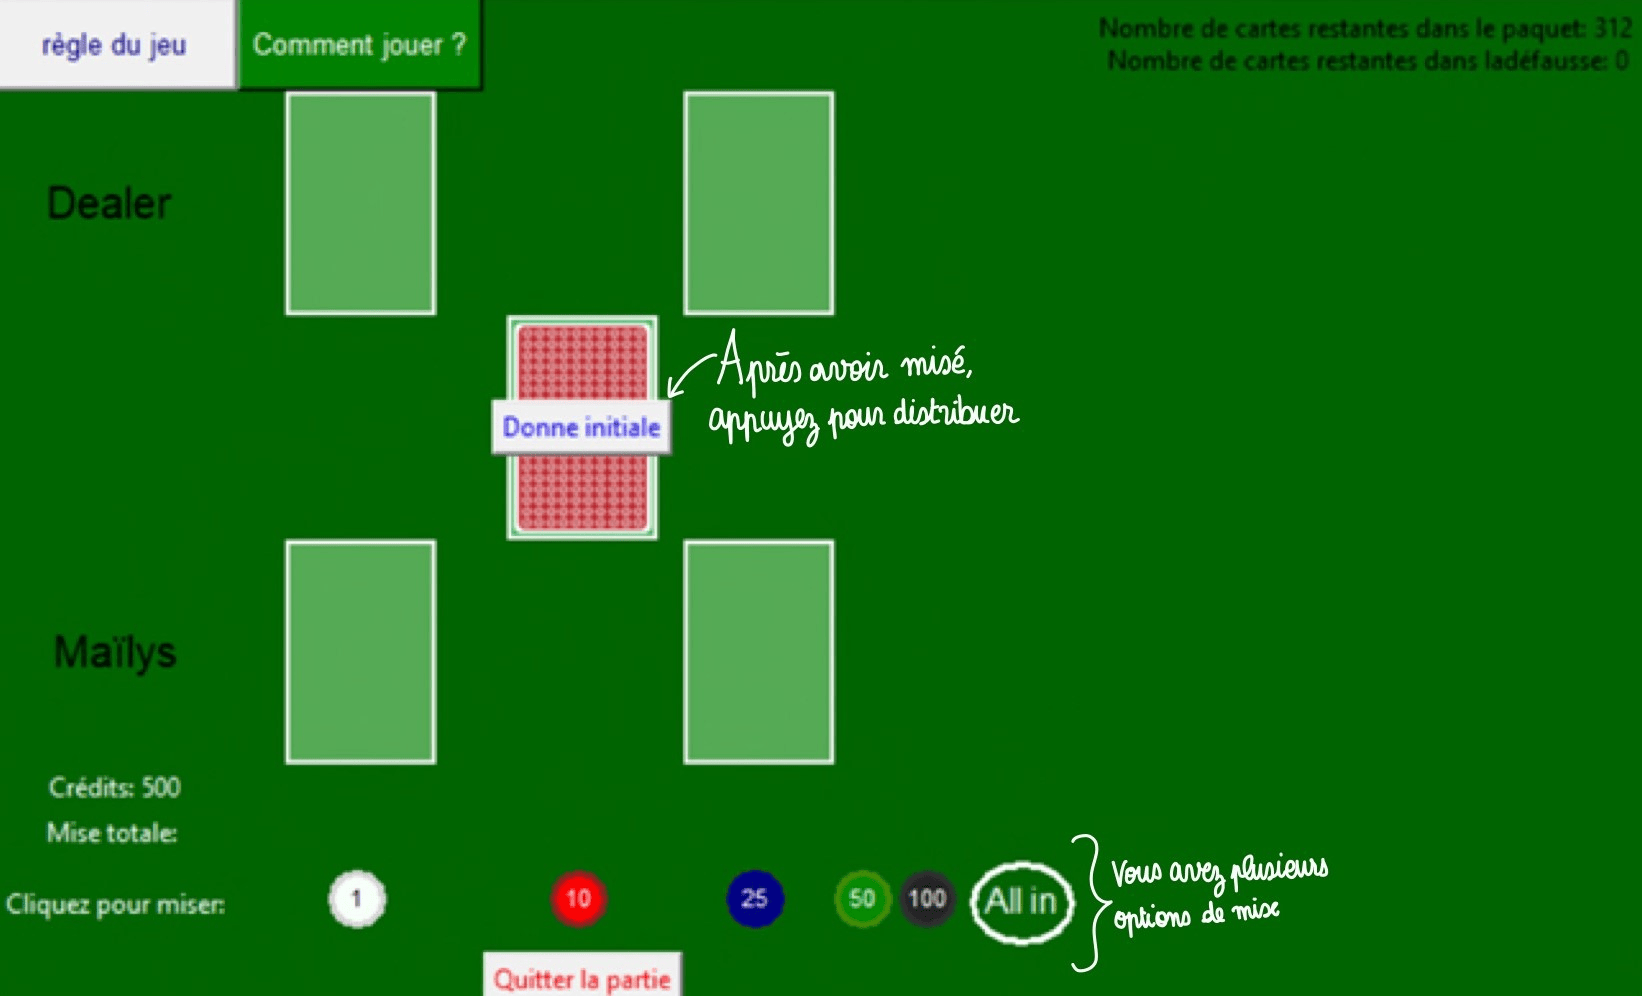 règle du jeu
Comment jouer ?
Nombre de cartes restantes dans le paquet: 312
Nombre de cartes restantes dans ladéfausse: 0
Dealer
Après avoir misé,
appuyez pour distribuer
Donne initiale
Maïlys
Crédits: 500
Mise totale:
Cliquez pour miser:
1
10
25
50
100
All in
Vous avez plusieurs
options de mise
Quitter la partie